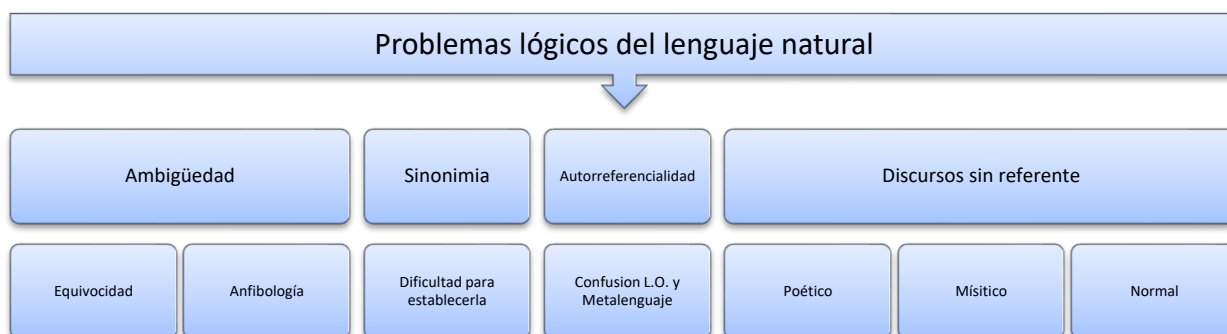 Problemas lógicos del lenguaje natural
Ambigüedad
Sinonimia
Autorreferencialidad
Discursos sin referente
Equivocidad
Anfibología
Dificultad para
establecerla
Confusion L.O. y
Metalenguaje
Poético
Mísitico
Normal